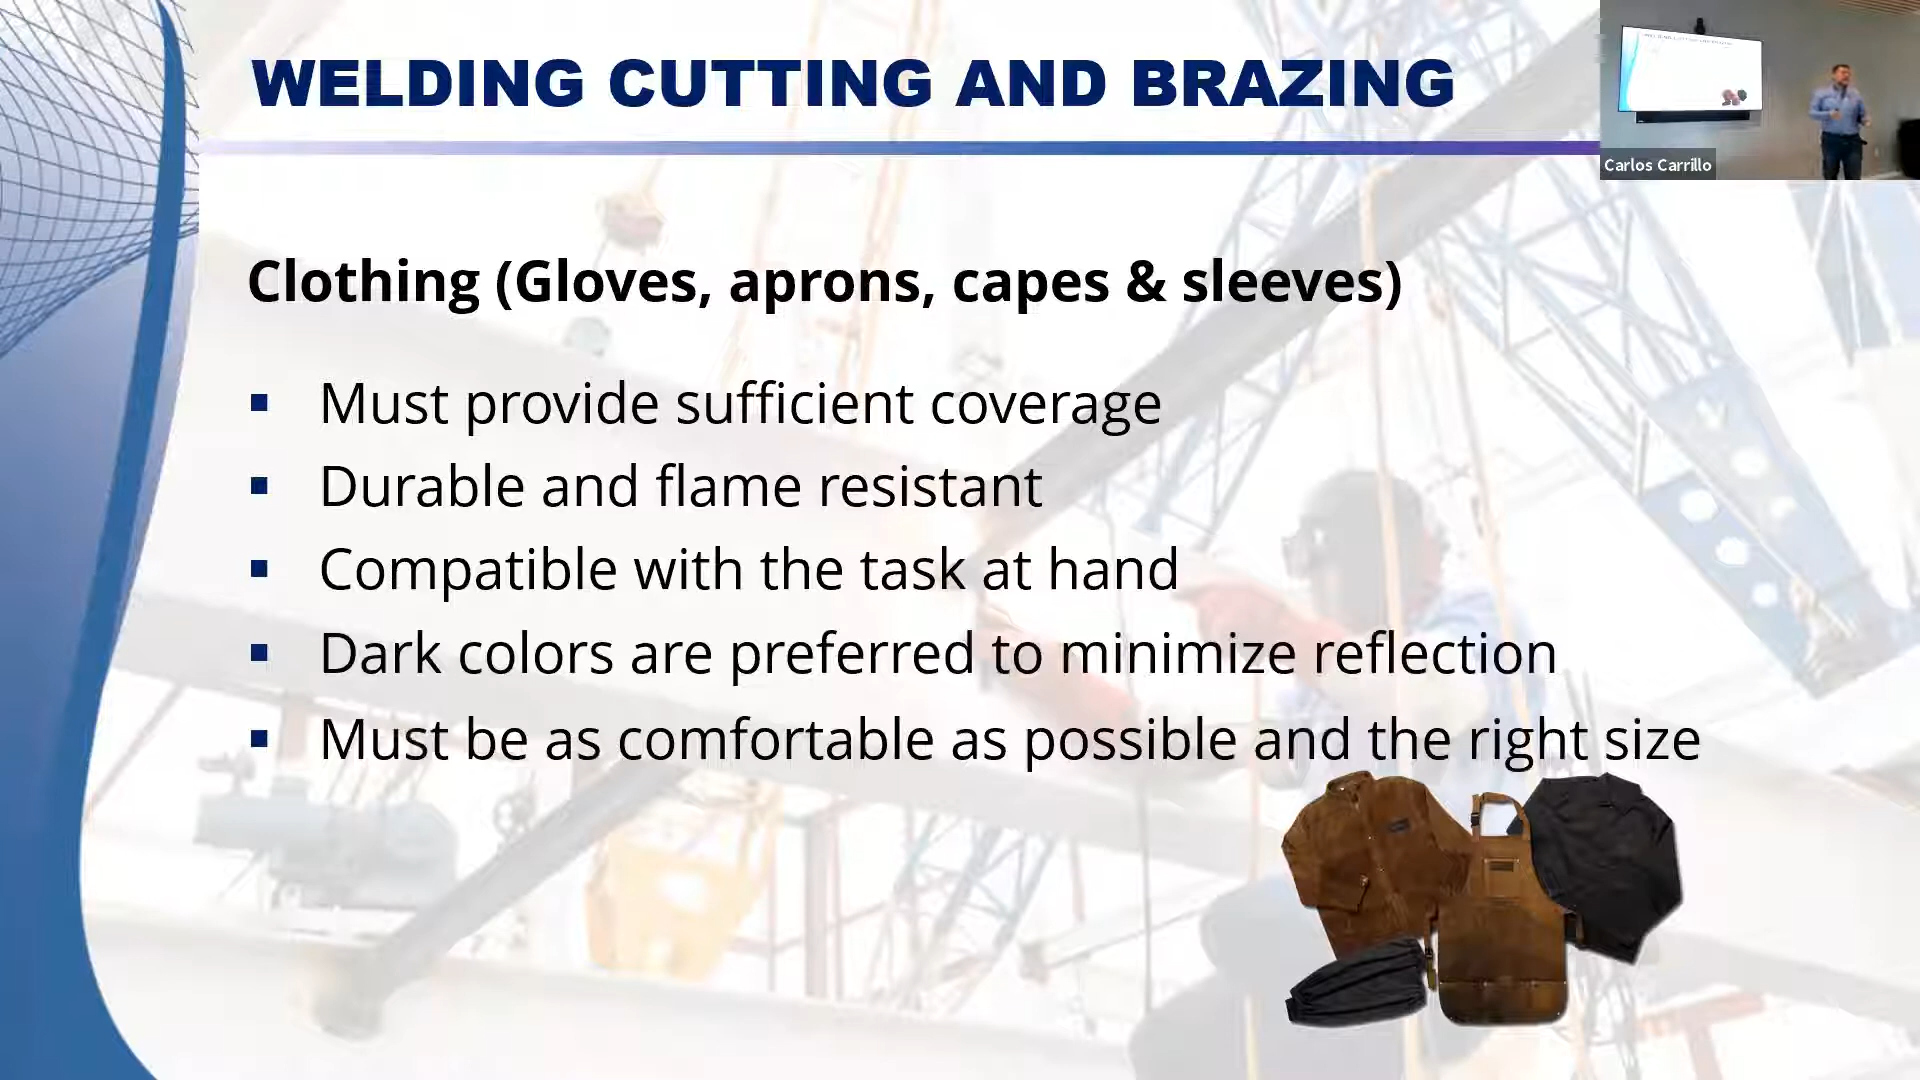 WELDING CUTTING AND BRAZING
Carlos Carrillo
Clothing (Gloves, aprons, capes & sleeves)
▪ Must provide sufficient coverage
▪ Durable and flame resistant
▪ Compatible with the task at hand
▪ Dark colors are preferred to minimize reflection
▪ Must be as comfortable as possible and the right size